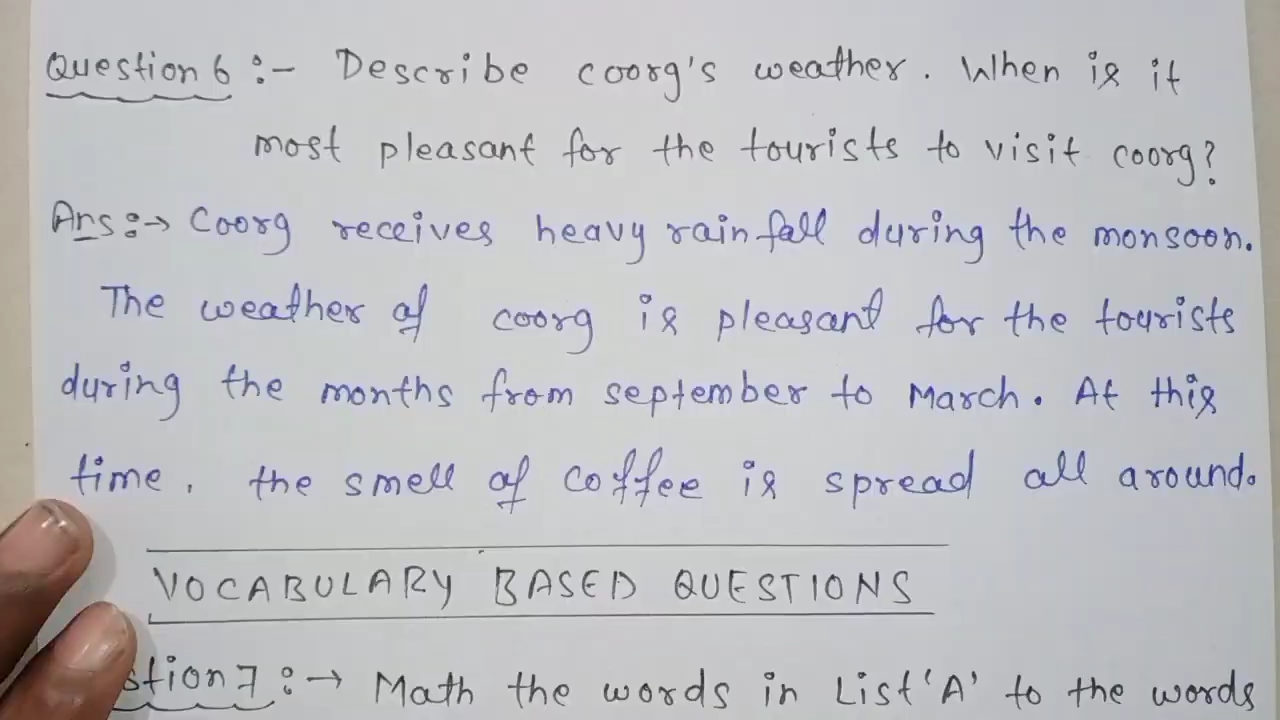 Question 6 :- Describe coorg's weather. When is it
most pleasant for the tourists to visit coorg?
Ans:→ Coorg receives heavy rainfall during the monsoon.
The weather of coorg is pleasant for the tourists
during the months from september to March. At this
time, the smell of coffee is spread all around.
VOCABULARY BASED QUESTIONS
stion 7 :→ Math the words in List 'A' to the words